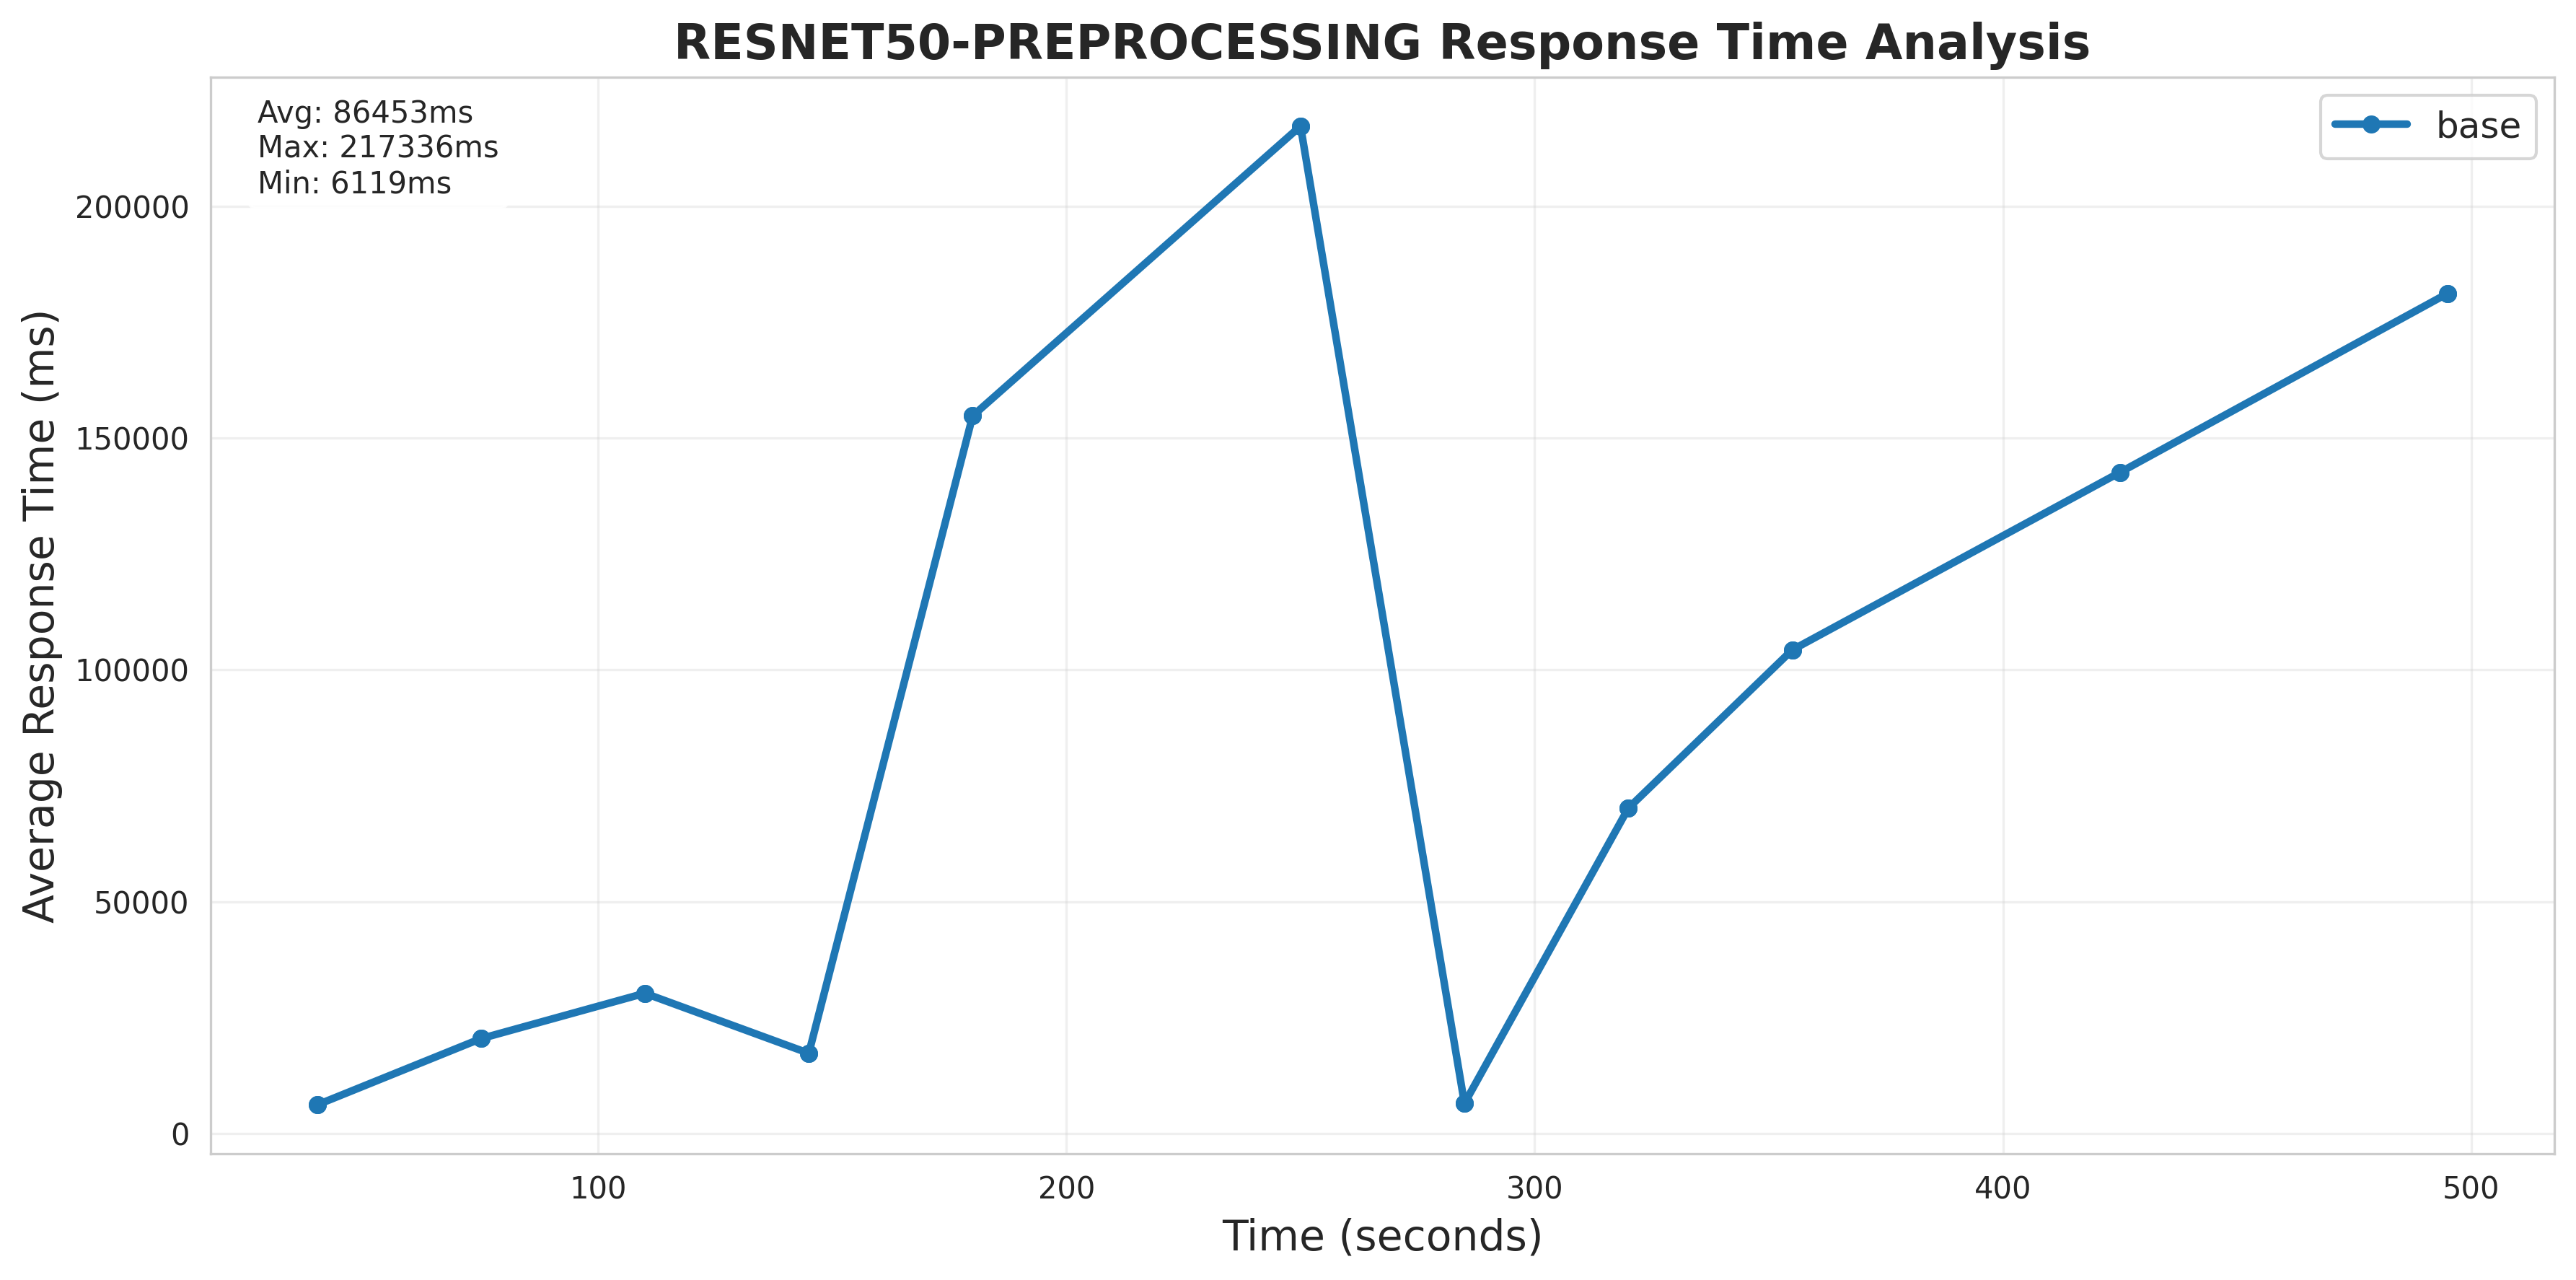 RESNET50-PREPROCESSING Response Time Analysis
Avg: 86453ms
Max: 217336ms
Min: 6119ms
base
Average Response Time (ms)
200000
150000
100000
50000
0
100
200
300
400
500
Time (seconds)